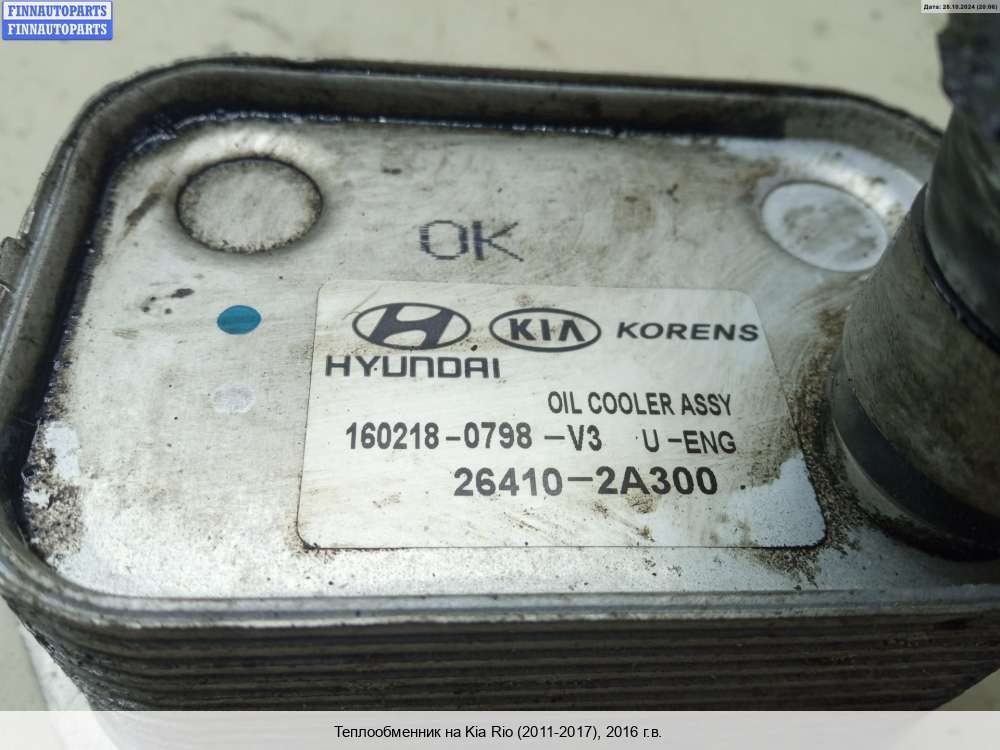 FINNAUTOPARTS
FINNAUTOPARTS
Дата: 28.10.2024 (20:06)
OK
KIA KORENS
HYUNDAI
OIL COOLER ASSY
160218-0798-V3 U-ENG
26410-2A300
Теплообменник на Kia Rio (2011-2017), 2016 г.в.